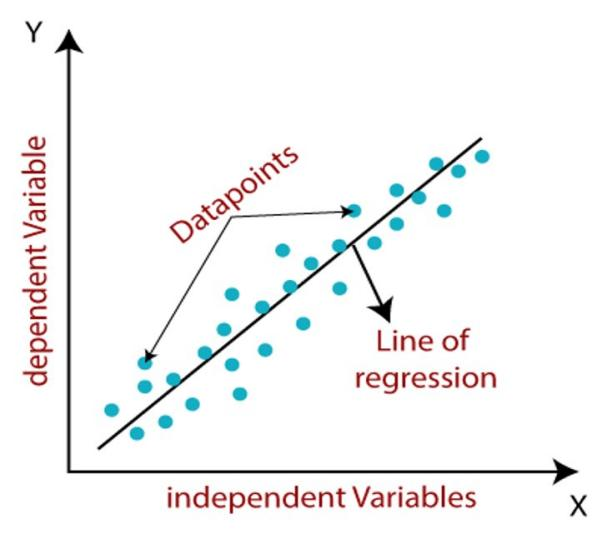 Y
dependent Variable
Datapoints
Line of
regression
independent Variables
X